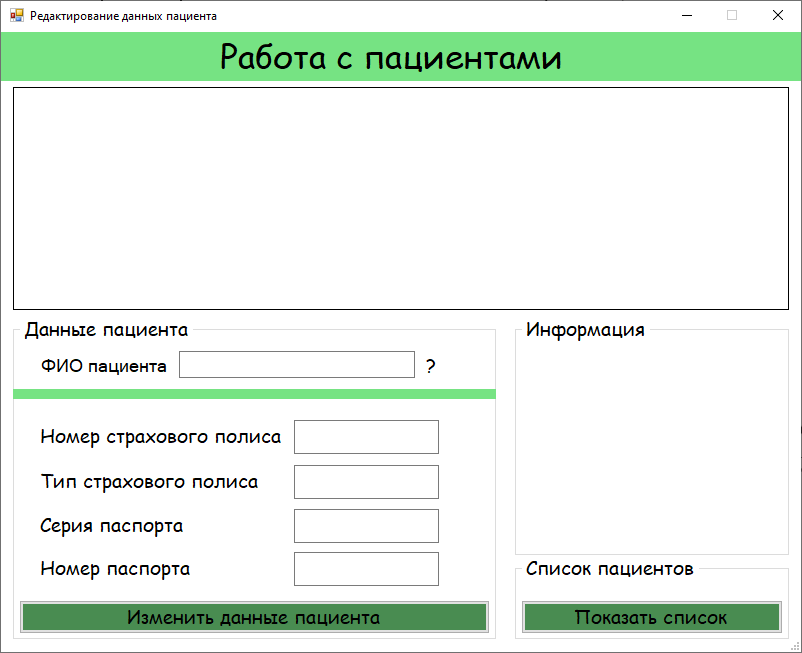 Редактирование данных пациента
Работа с пациентами
Данные пациента
ФИО пациента ?
Номер страхового полиса
Тип страхового полиса
Серия паспорта
Номер паспорта
Изменить данные пациента
Информация
Список пациентов
Показать список